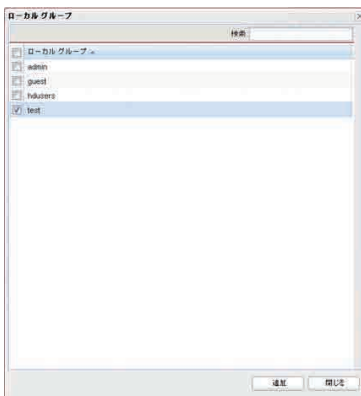 ローカル グループ
検索
ローカル グループ
admin
guest
hdusers
test
追加
閉じる